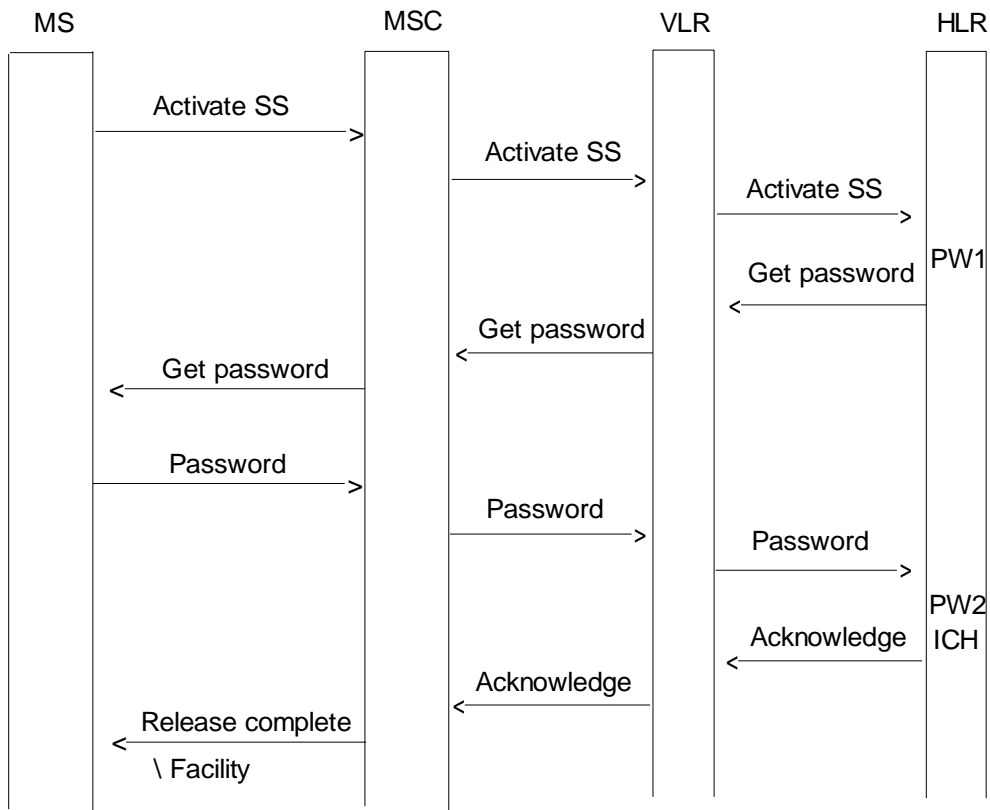 MS
MSC
VLR
HLR
Activate SS
Activate SS
Activate SS
PW1
Get password
Get password
Get password
Password
Password
Password
PW2
ICH
Acknowledge
Acknowledge
Release complete
\ Facility